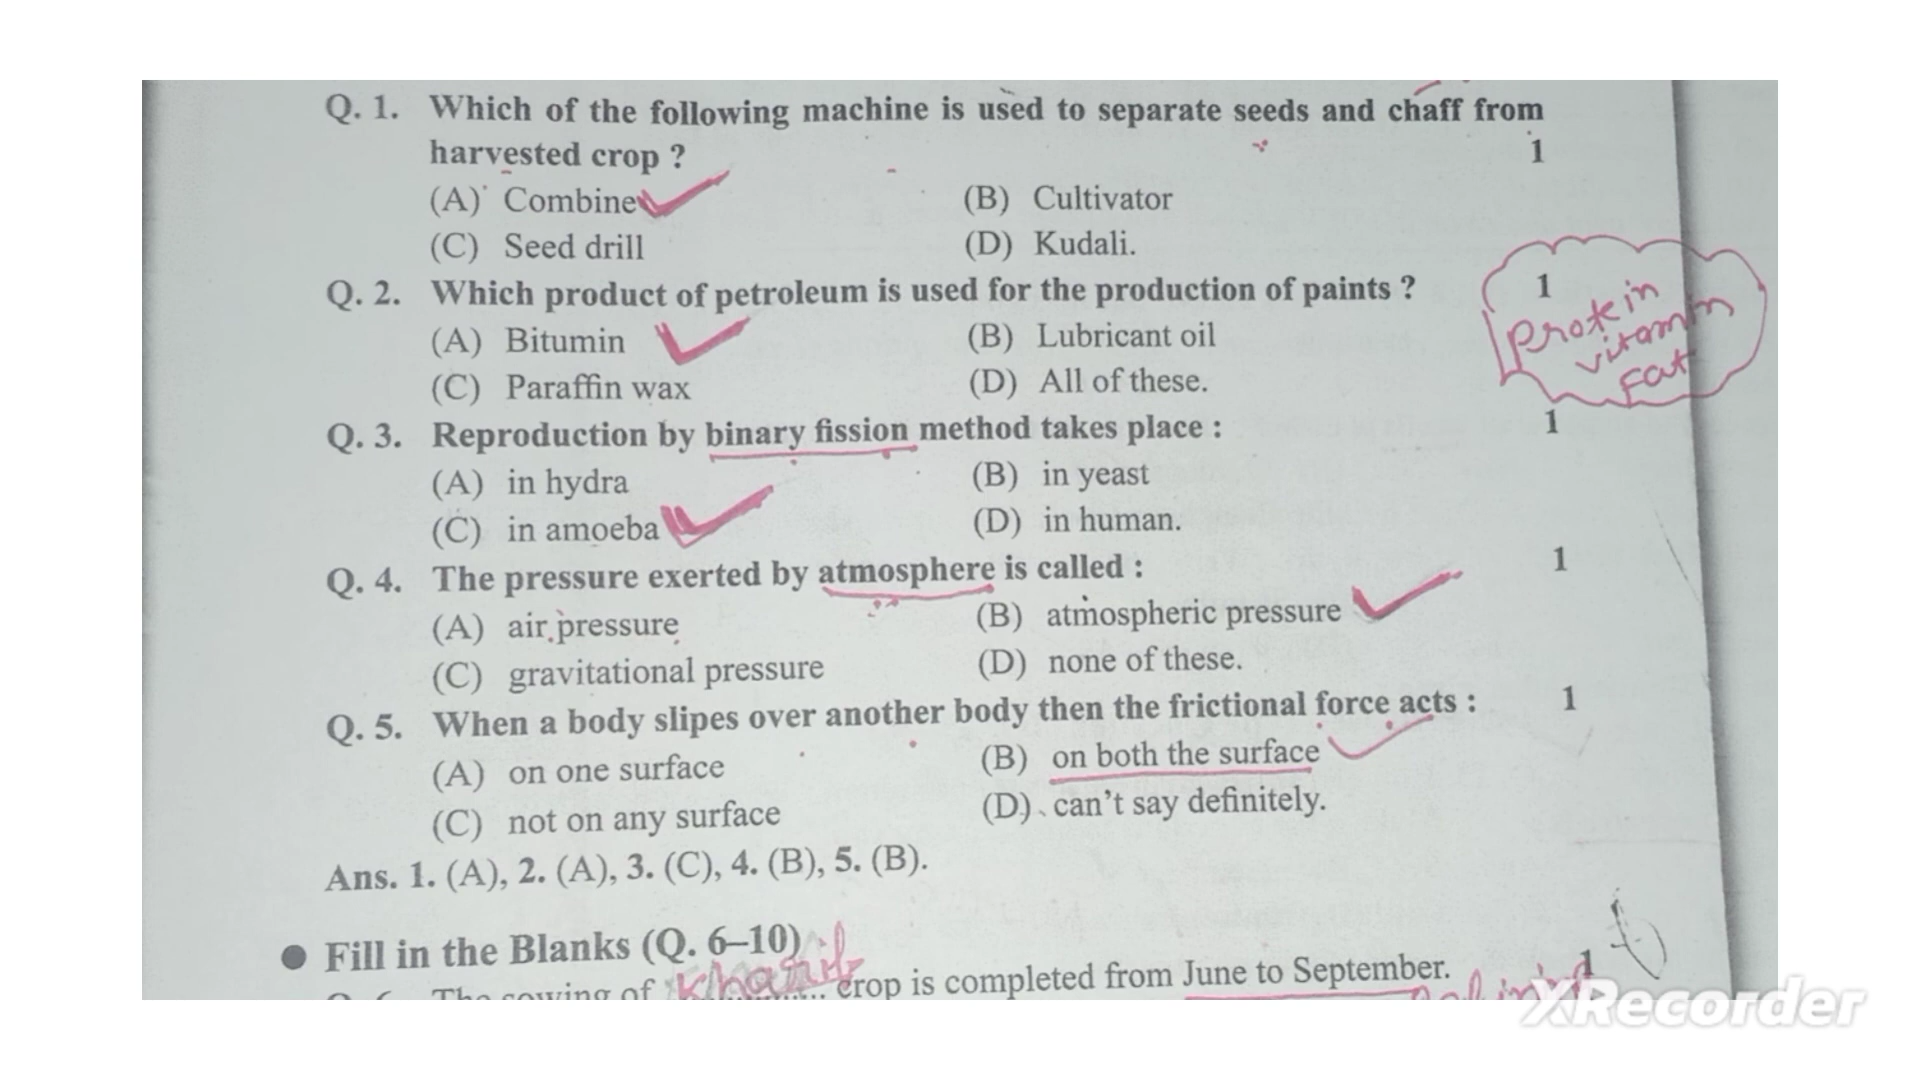 Q. 1. Which of the following machine is used to separate seeds and chaff from
harvested crop ? 1
(A) Combine (B) Cultivator
(C) Seed drill (D) Kudali.
Q. 2. Which product of petroleum is used for the production of paints ? 1
(A) Bitumin (B) Lubricant oil
(C) Paraffin wax (D) All of these.
protein
vitamin
Fat
Q. 3. Reproduction by binary fission method takes place : 1
(A) in hydra (B) in yeast
(C) in amoeba (D) in human.
Q. 4. The pressure exerted by atmosphere is called : 1
(A) air pressure (B) atmospheric pressure
(C) gravitational pressure (D) none of these.
Q. 5. When a body slipes over another body then the frictional force acts : 1
(A) on one surface (B) on both the surface
(C) not on any surface (D) can't say definitely.
Ans. 1. (A), 2. (A), 3. (C), 4. (B), 5. (B).
● Fill in the Blanks (Q. 6–10)
The sowing of Kharif crop is completed from June to September. 1
XRecorder